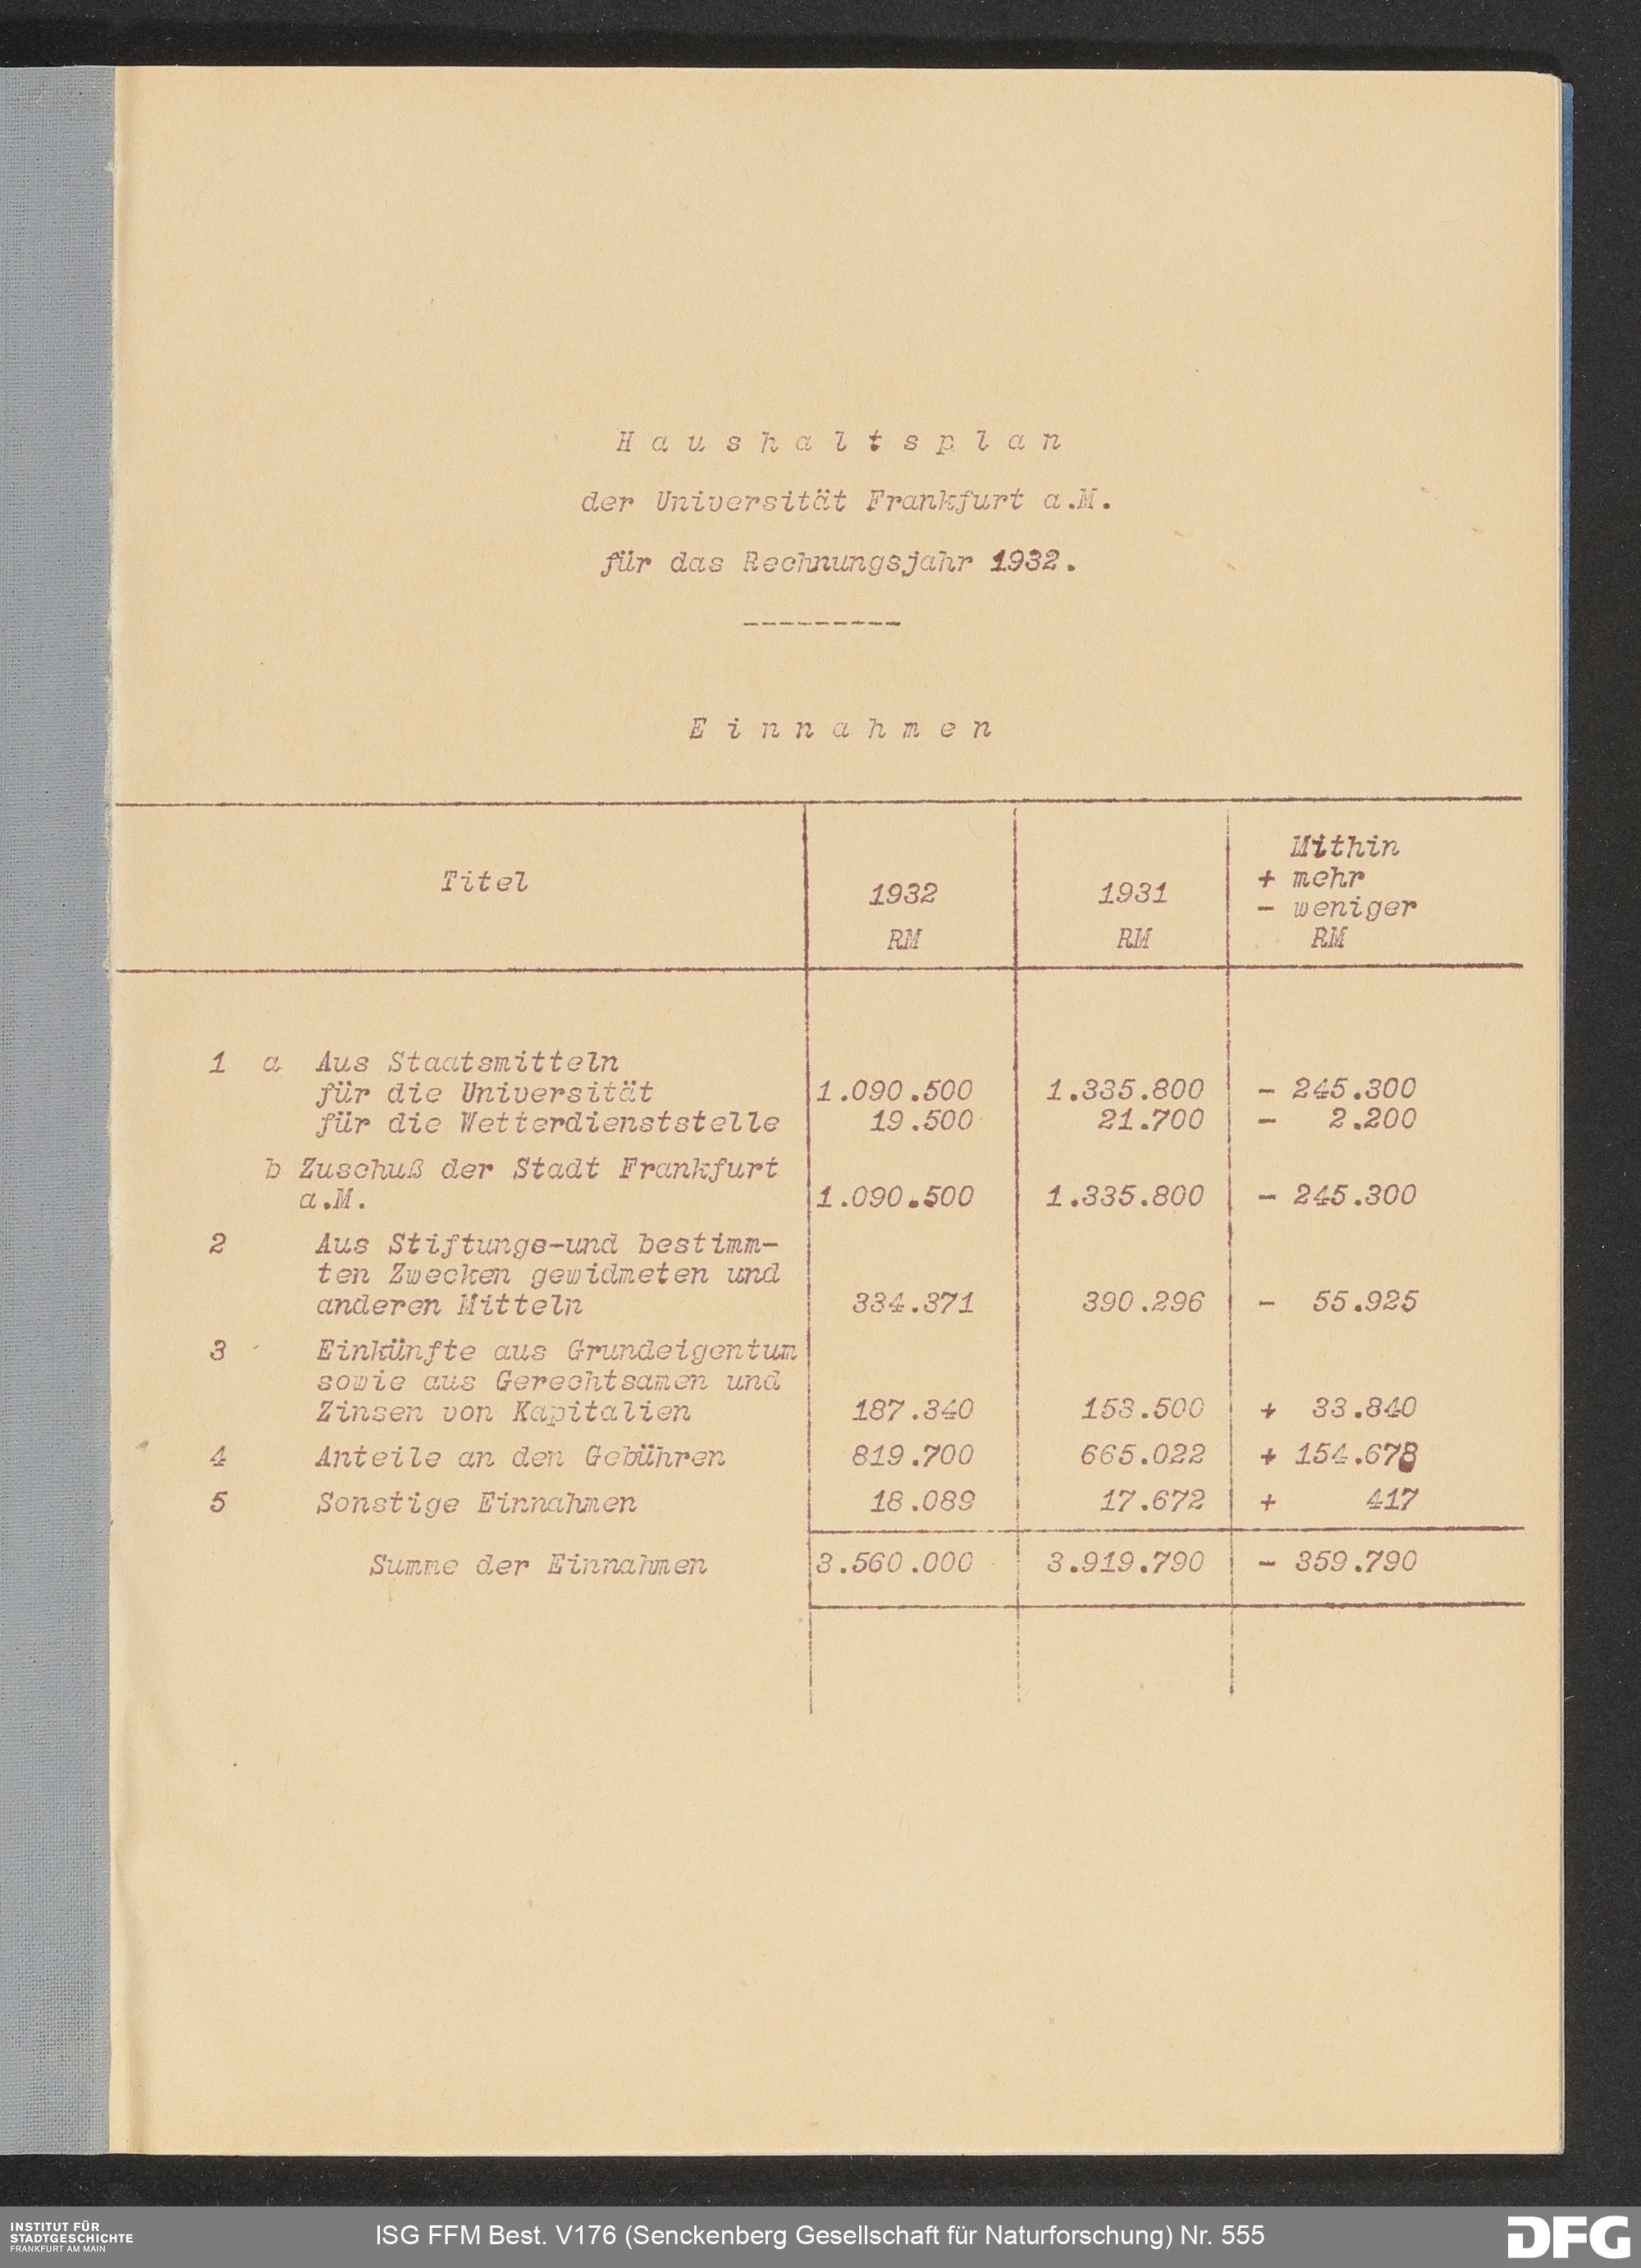 H a u s h a l t s p l a n
der Universität Frankfurt a.M.
für das Rechnungsjahr 1932.
---------
E i n n a h m e n
Titel
1932
RM
1931
RM
Mithin
+ mehr
- weniger
RM
1 a Aus Staatsmitteln
für die Universität 1.090.500 1.335.800 - 245.300
für die Wetterdienststelle 19.500 21.700 - 2.200
b Zuschuß der Stadt Frankfurt
a.M. 1.090.500 1.335.800 - 245.300
2 Aus Stiftungs-und bestimm-
ten Zwecken gewidmeten und
anderen Mitteln 334.371 390.296 - 55.925
3 Einkünfte aus Grundeigentum
sowie aus Gerechtsamen und
Zinsen von Kapitalien 187.340 153.500 + 33.840
4 Anteile an den Gebühren 819.700 665.022 + 154.678
5 Sonstige Einnahmen 18.089 17.672 + 417
Summe der Einnahmen 3.560.000 3.919.790 - 359.790
INSTITUT FÜR
STADTGESCHICHTE
FRANKFURT AM MAIN
ISG FFM Best. V176 (Senckenberg Gesellschaft für Naturforschung) Nr. 555
DFG